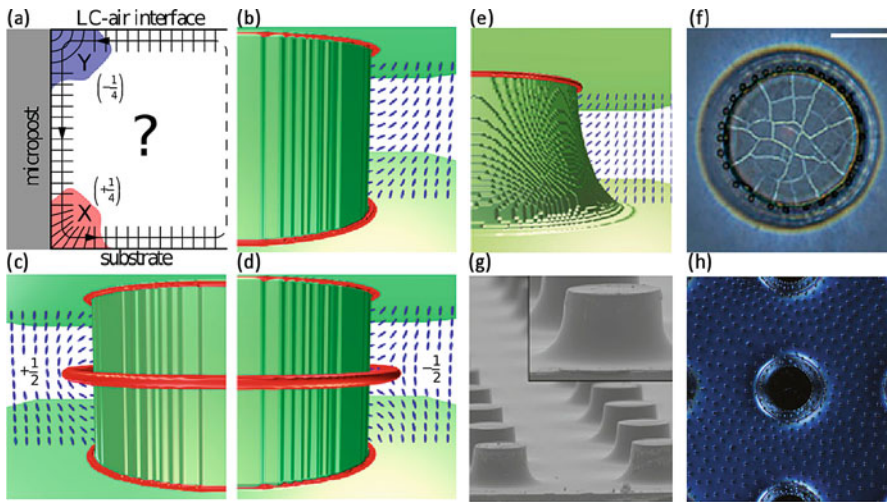 (a)
LC-air interface
micropost
Y
(-1/4)
?
(+1/4)
X
substrate
(b)
(e)
(f)
(c)
+1/2
(d)
-1/2
(g)
(h)